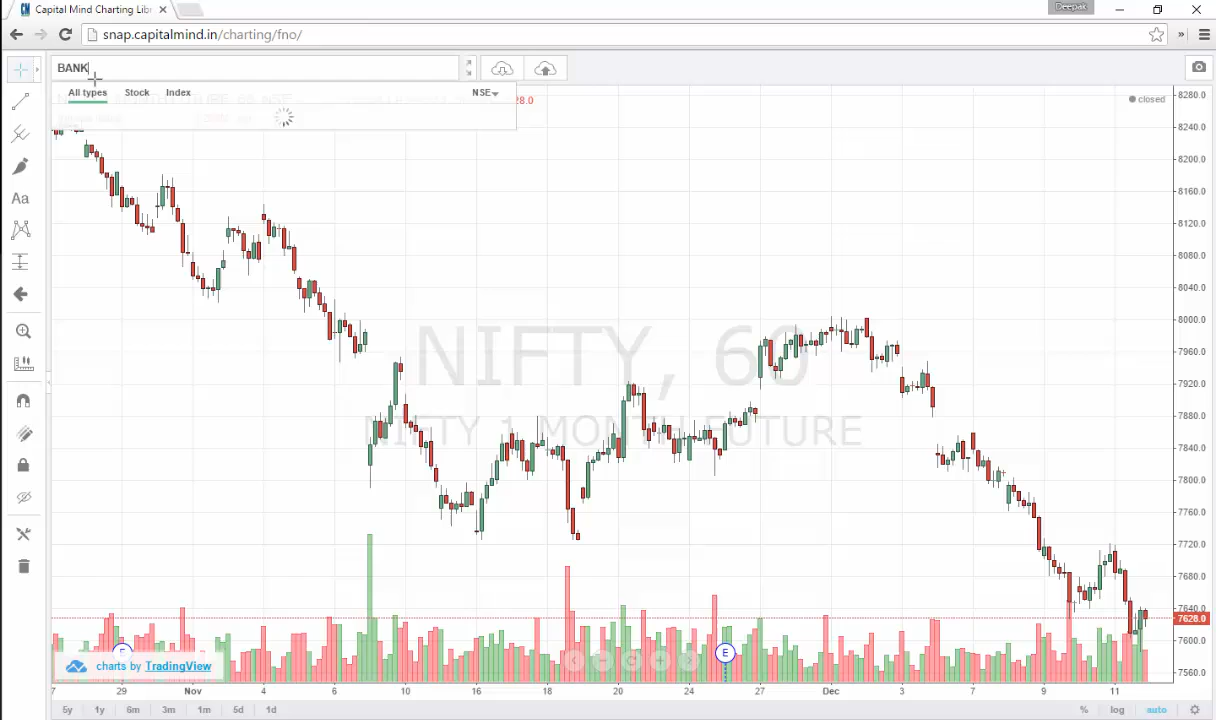 Capital Mind Charting Lib
Deepak
snap.capitalmind.in/charting/fno/
BANK
All types Stock Index NSE
28.0
closed
8280.0
8240.0
8200.0
8160.0
8120.0
8080.0
8040.0
8000.0
7960.0
7920.0
7880.0
7840.0
7800.0
7760.0
7720.0
7680.0
7640.0
7628.0
7600.0
7560.0
NIFTY, 60
NIFTY 1 MONTH FUTURE
Aa
E
E
charts by TradingView
7 29 Nov 4 6 10 16 18 20 24 27 Dec 3 7 9 11
5y 1y 6m 3m 1m 5d 1d % log auto